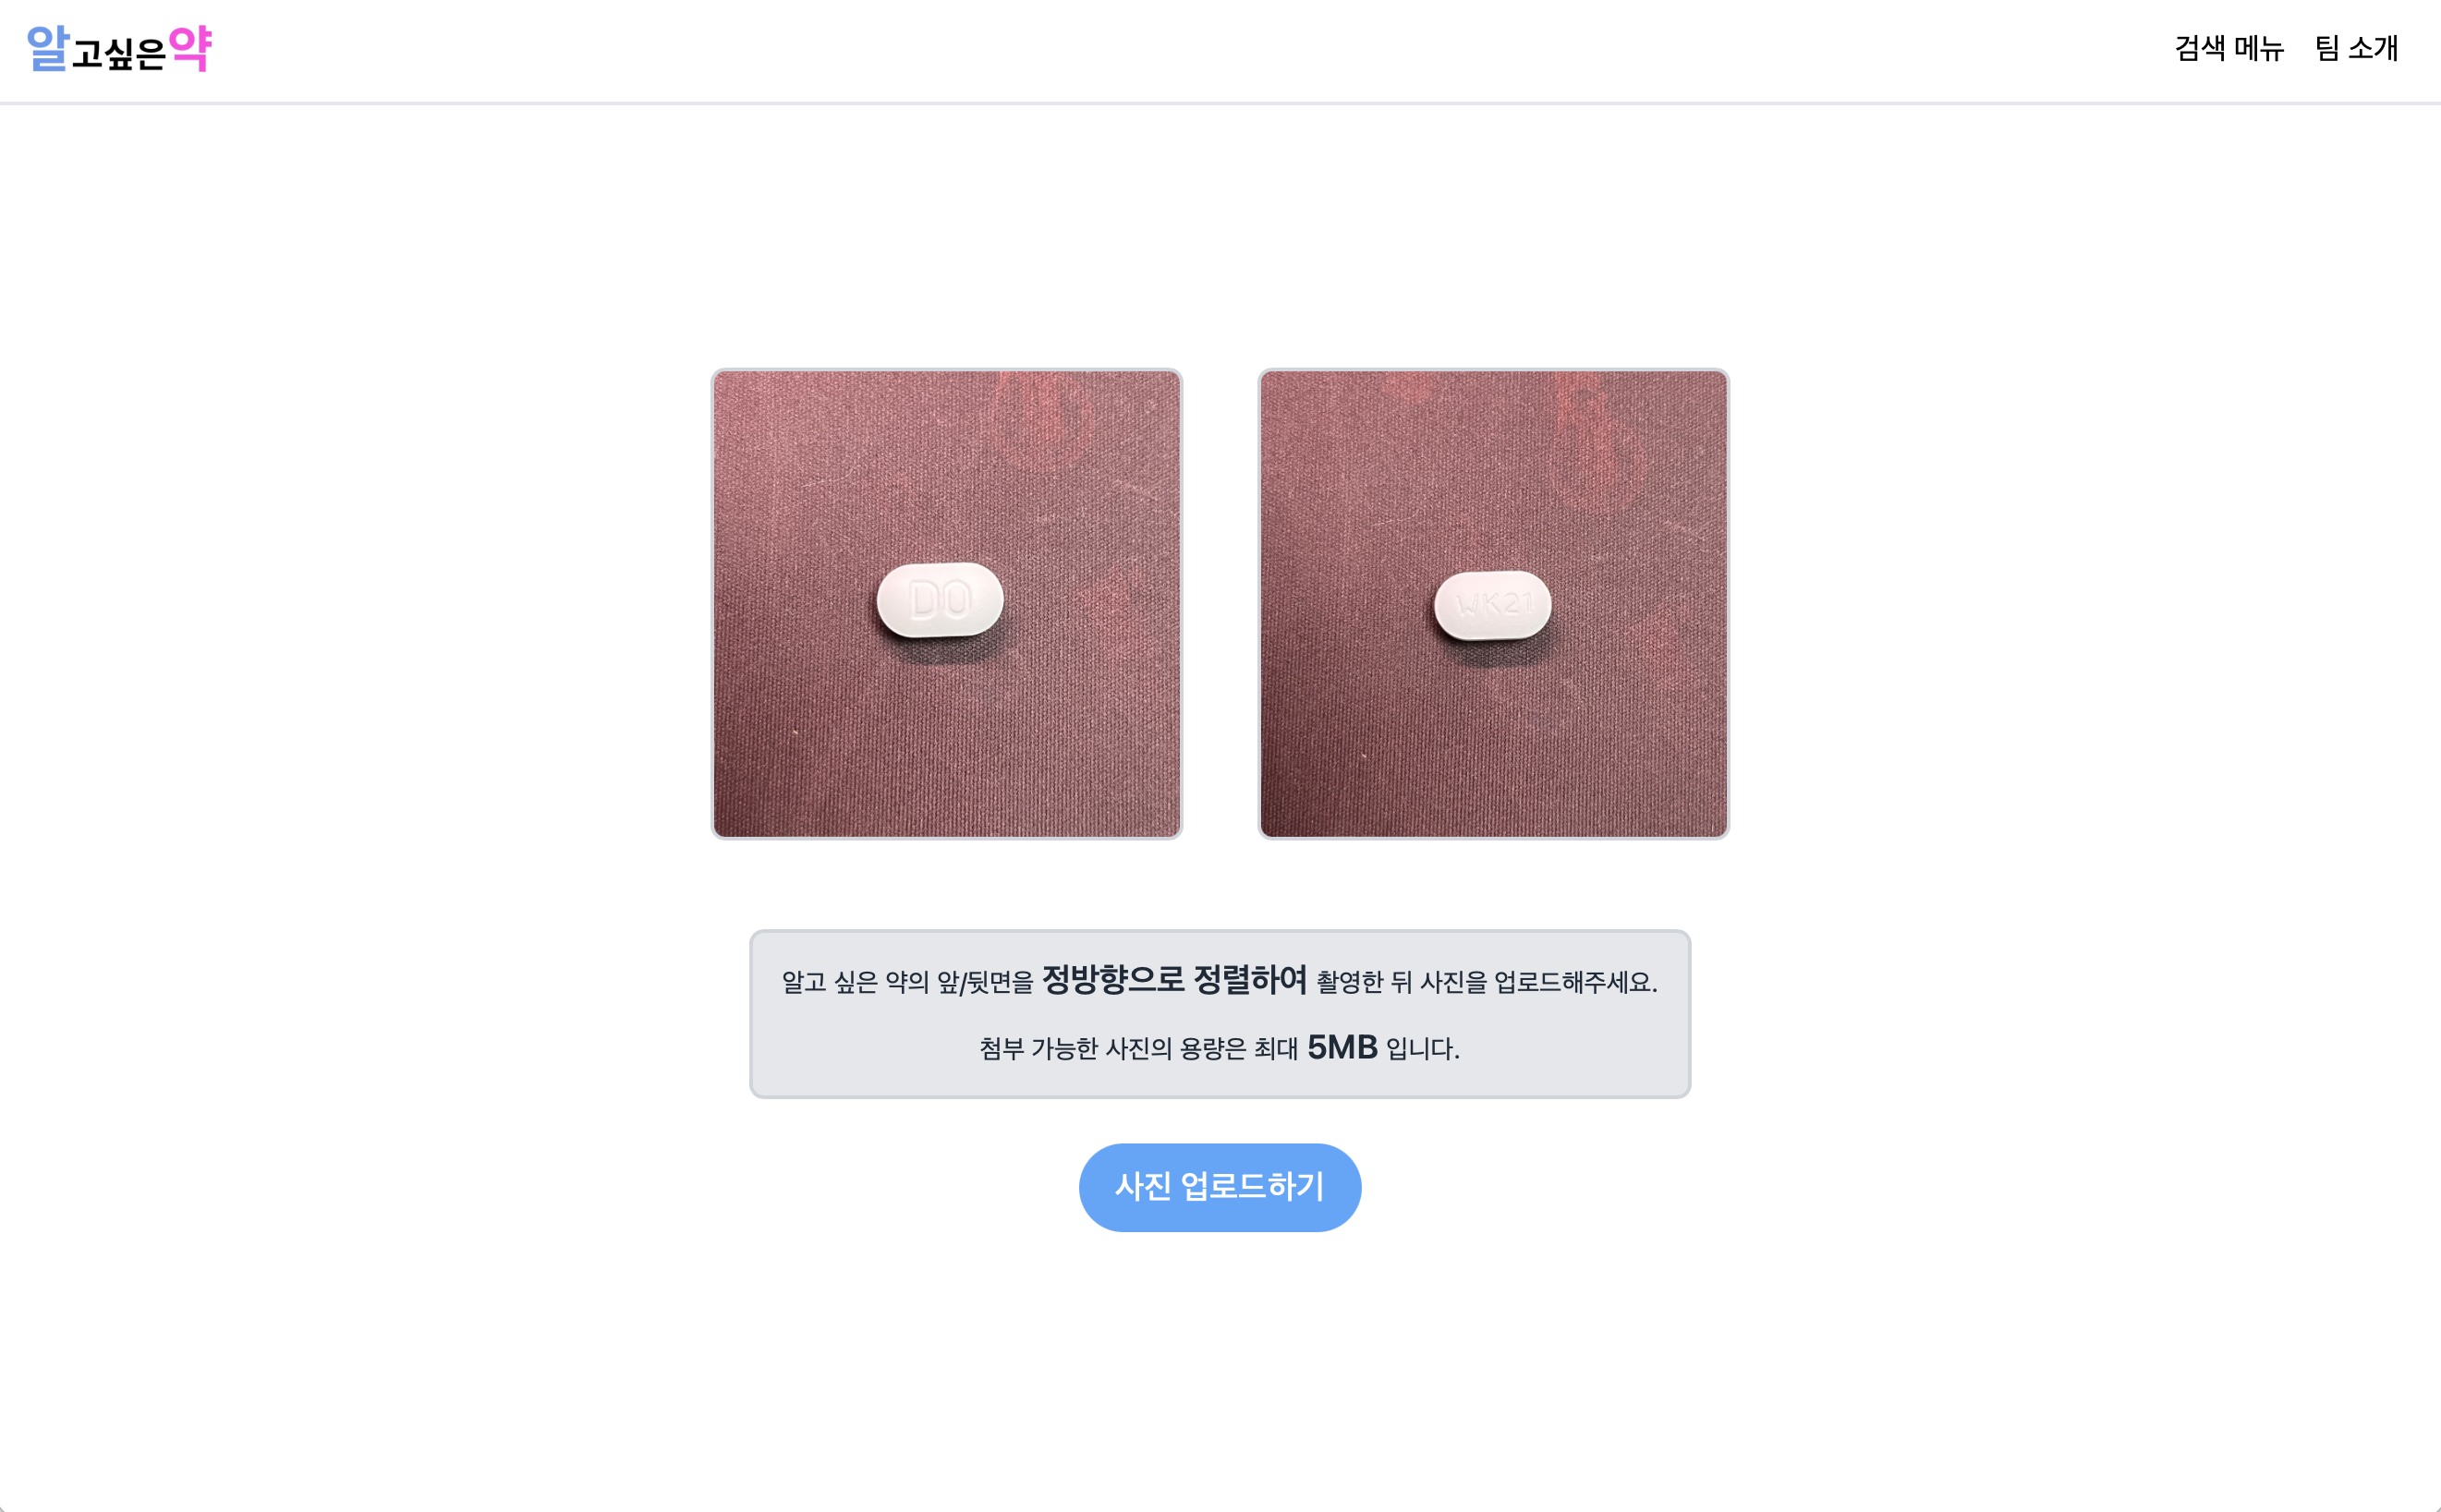 알고싶은약
검색 메뉴 팀 소개
DO
WK21
알고 싶은 약의 앞/뒷면을 정방향으로 정렬하여 촬영한 뒤 사진을 업로드해주세요.
첨부 가능한 사진의 용량은 최대 5MB 입니다.
사진 업로드하기